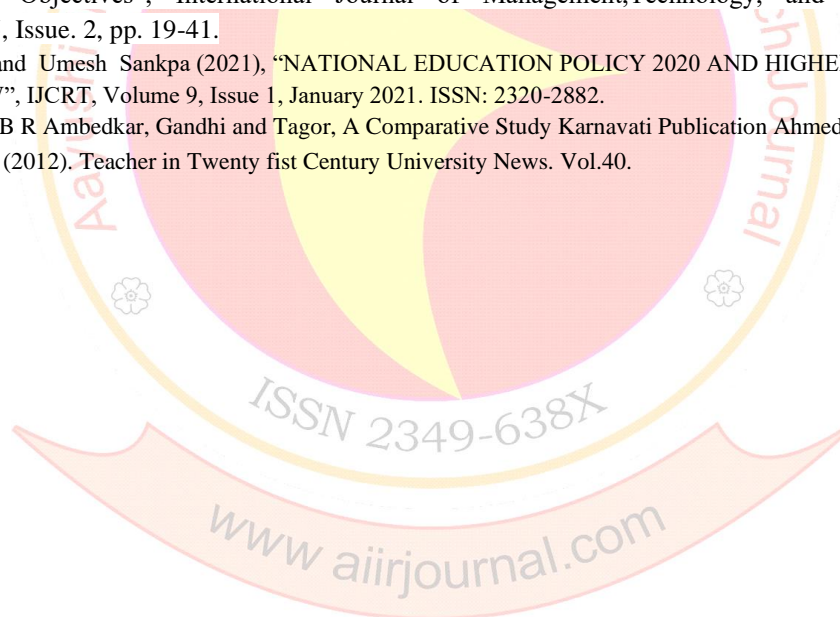 Objectives", International Journal of Management,Technology, and
, Issue. 2, pp. 19-41.
and Umesh Sankpa (2021), “NATIONAL EDUCATION POLICY 2020 AND HIGHE
”, IJCRT, Volume 9, Issue 1, January 2021. ISSN: 2320-2882.
B R Ambedkar, Gandhi and Tagor, A Comparative Study Karnavati Publication Ahmed
(2012). Teacher in Twenty fist Century University News. Vol.40.
Aayushi
ch Journal
ISSN 2349-638X
www aiirjournal.com